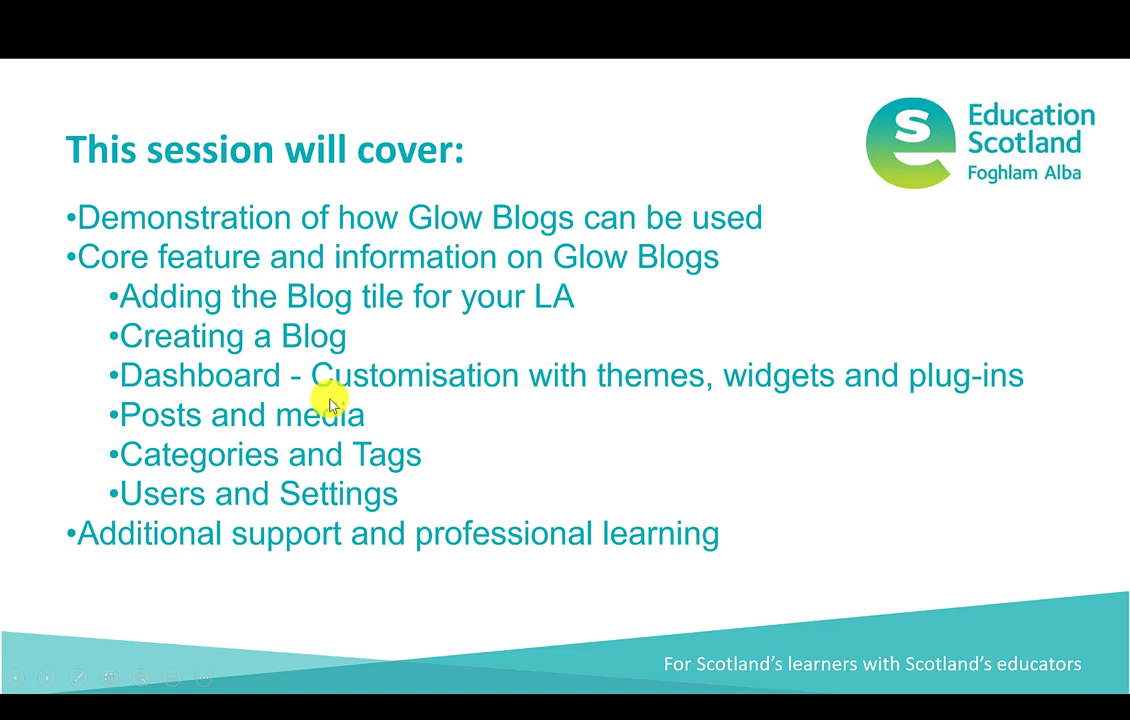 Education
Scotland
Foghlam Alba
This session will cover:
•Demonstration of how Glow Blogs can be used
•Core feature and information on Glow Blogs
•Adding the Blog tile for your LA
•Creating a Blog
•Dashboard - Customisation with themes, widgets and plug-ins
•Posts and media
•Categories and Tags
•Users and Settings
•Additional support and professional learning
For Scotland's learners with Scotland's educators